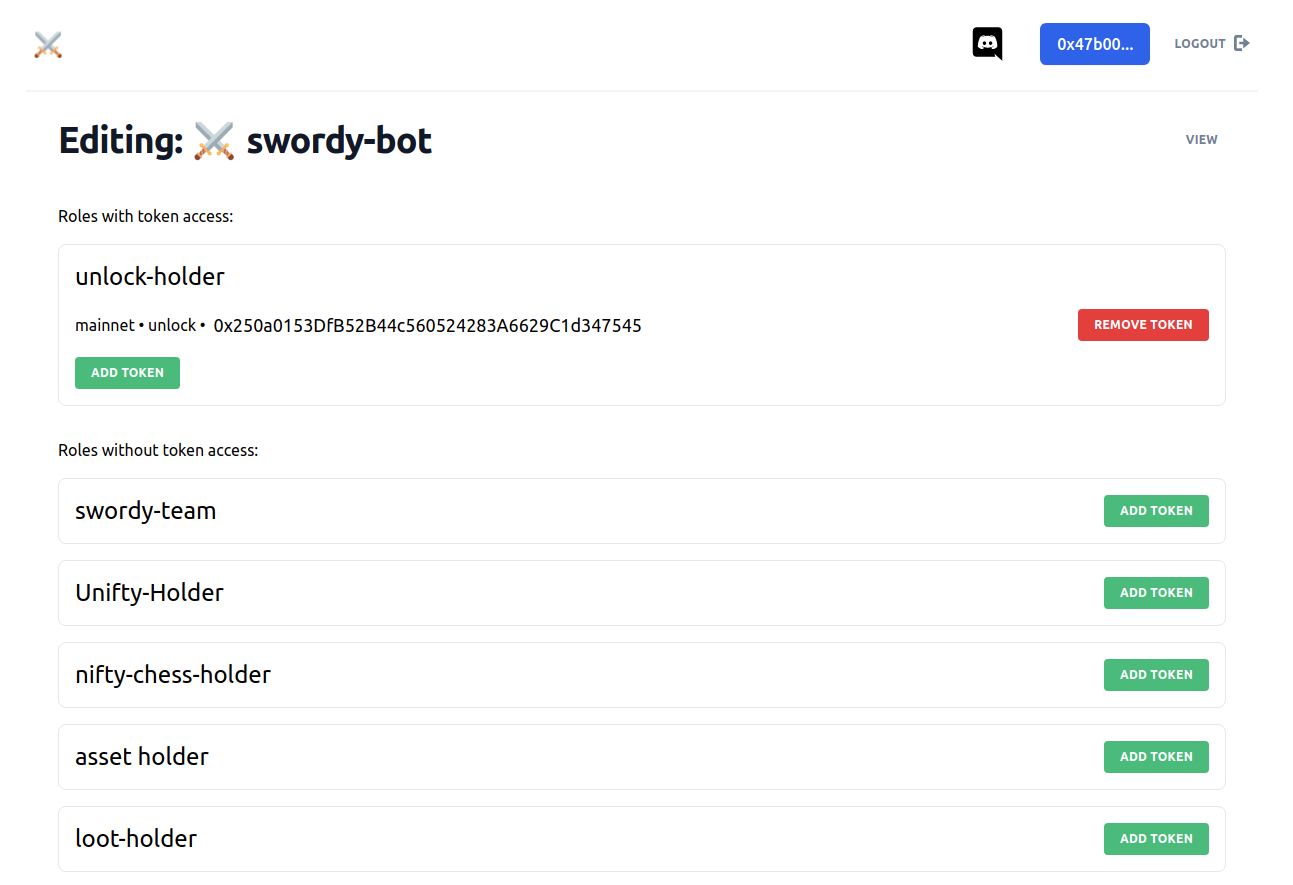 0x47b00...
LOGOUT
Editing: ⚔️ swordy-bot
VIEW
Roles with token access:
unlock-holder
mainnet • unlock • 0x250a0153DfB52B44c560524283A6629C1d347545
REMOVE TOKEN
ADD TOKEN
Roles without token access:
swordy-team
ADD TOKEN
Unifty-Holder
ADD TOKEN
nifty-chess-holder
ADD TOKEN
asset holder
ADD TOKEN
loot-holder
ADD TOKEN